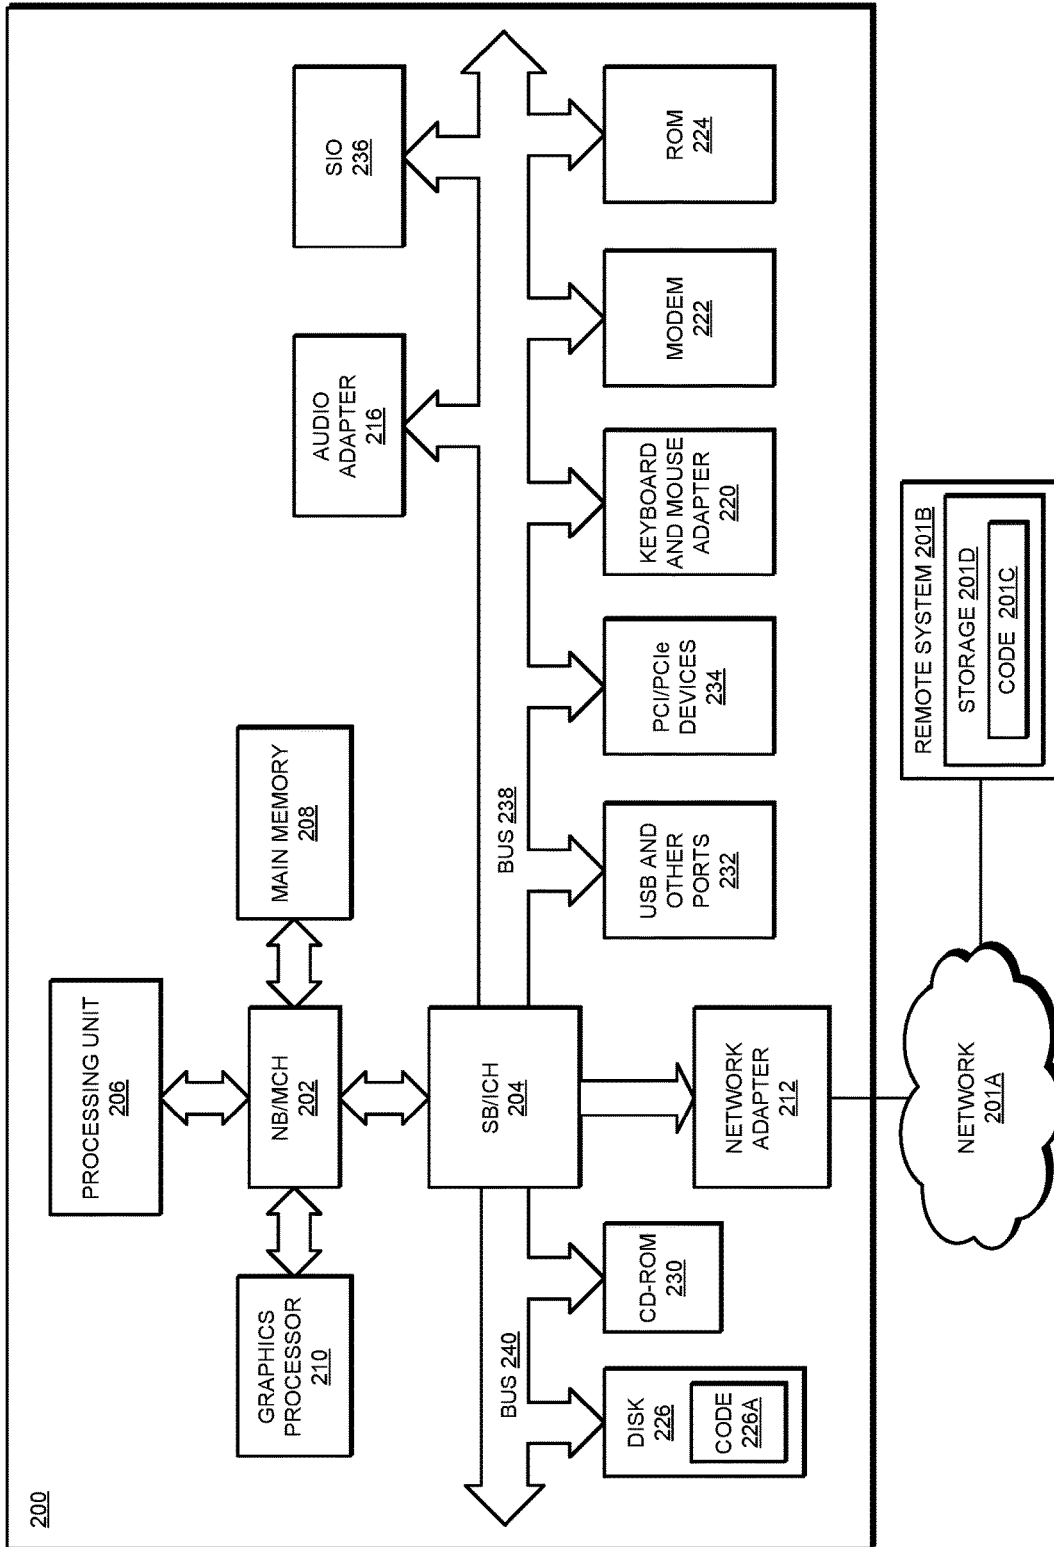 200
PROCESSING UNIT
206
GRAPHICS
PROCESSOR
210
NB/MCH
202
MAIN MEMORY
208
AUDIO
ADAPTER
216
SIO
236
SB/ICH
204
BUS 240
BUS 238
DISK
226
CODE
226A
CD-ROM
230
NETWORK
ADAPTER
212
USB AND
OTHER
PORTS
232
PCI/PCIe
DEVICES
234
KEYBOARD
AND MOUSE
ADAPTER
220
MODEM
222
ROM
224
NETWORK
201A
REMOTE SYSTEM 201B
STORAGE 201D
CODE 201C